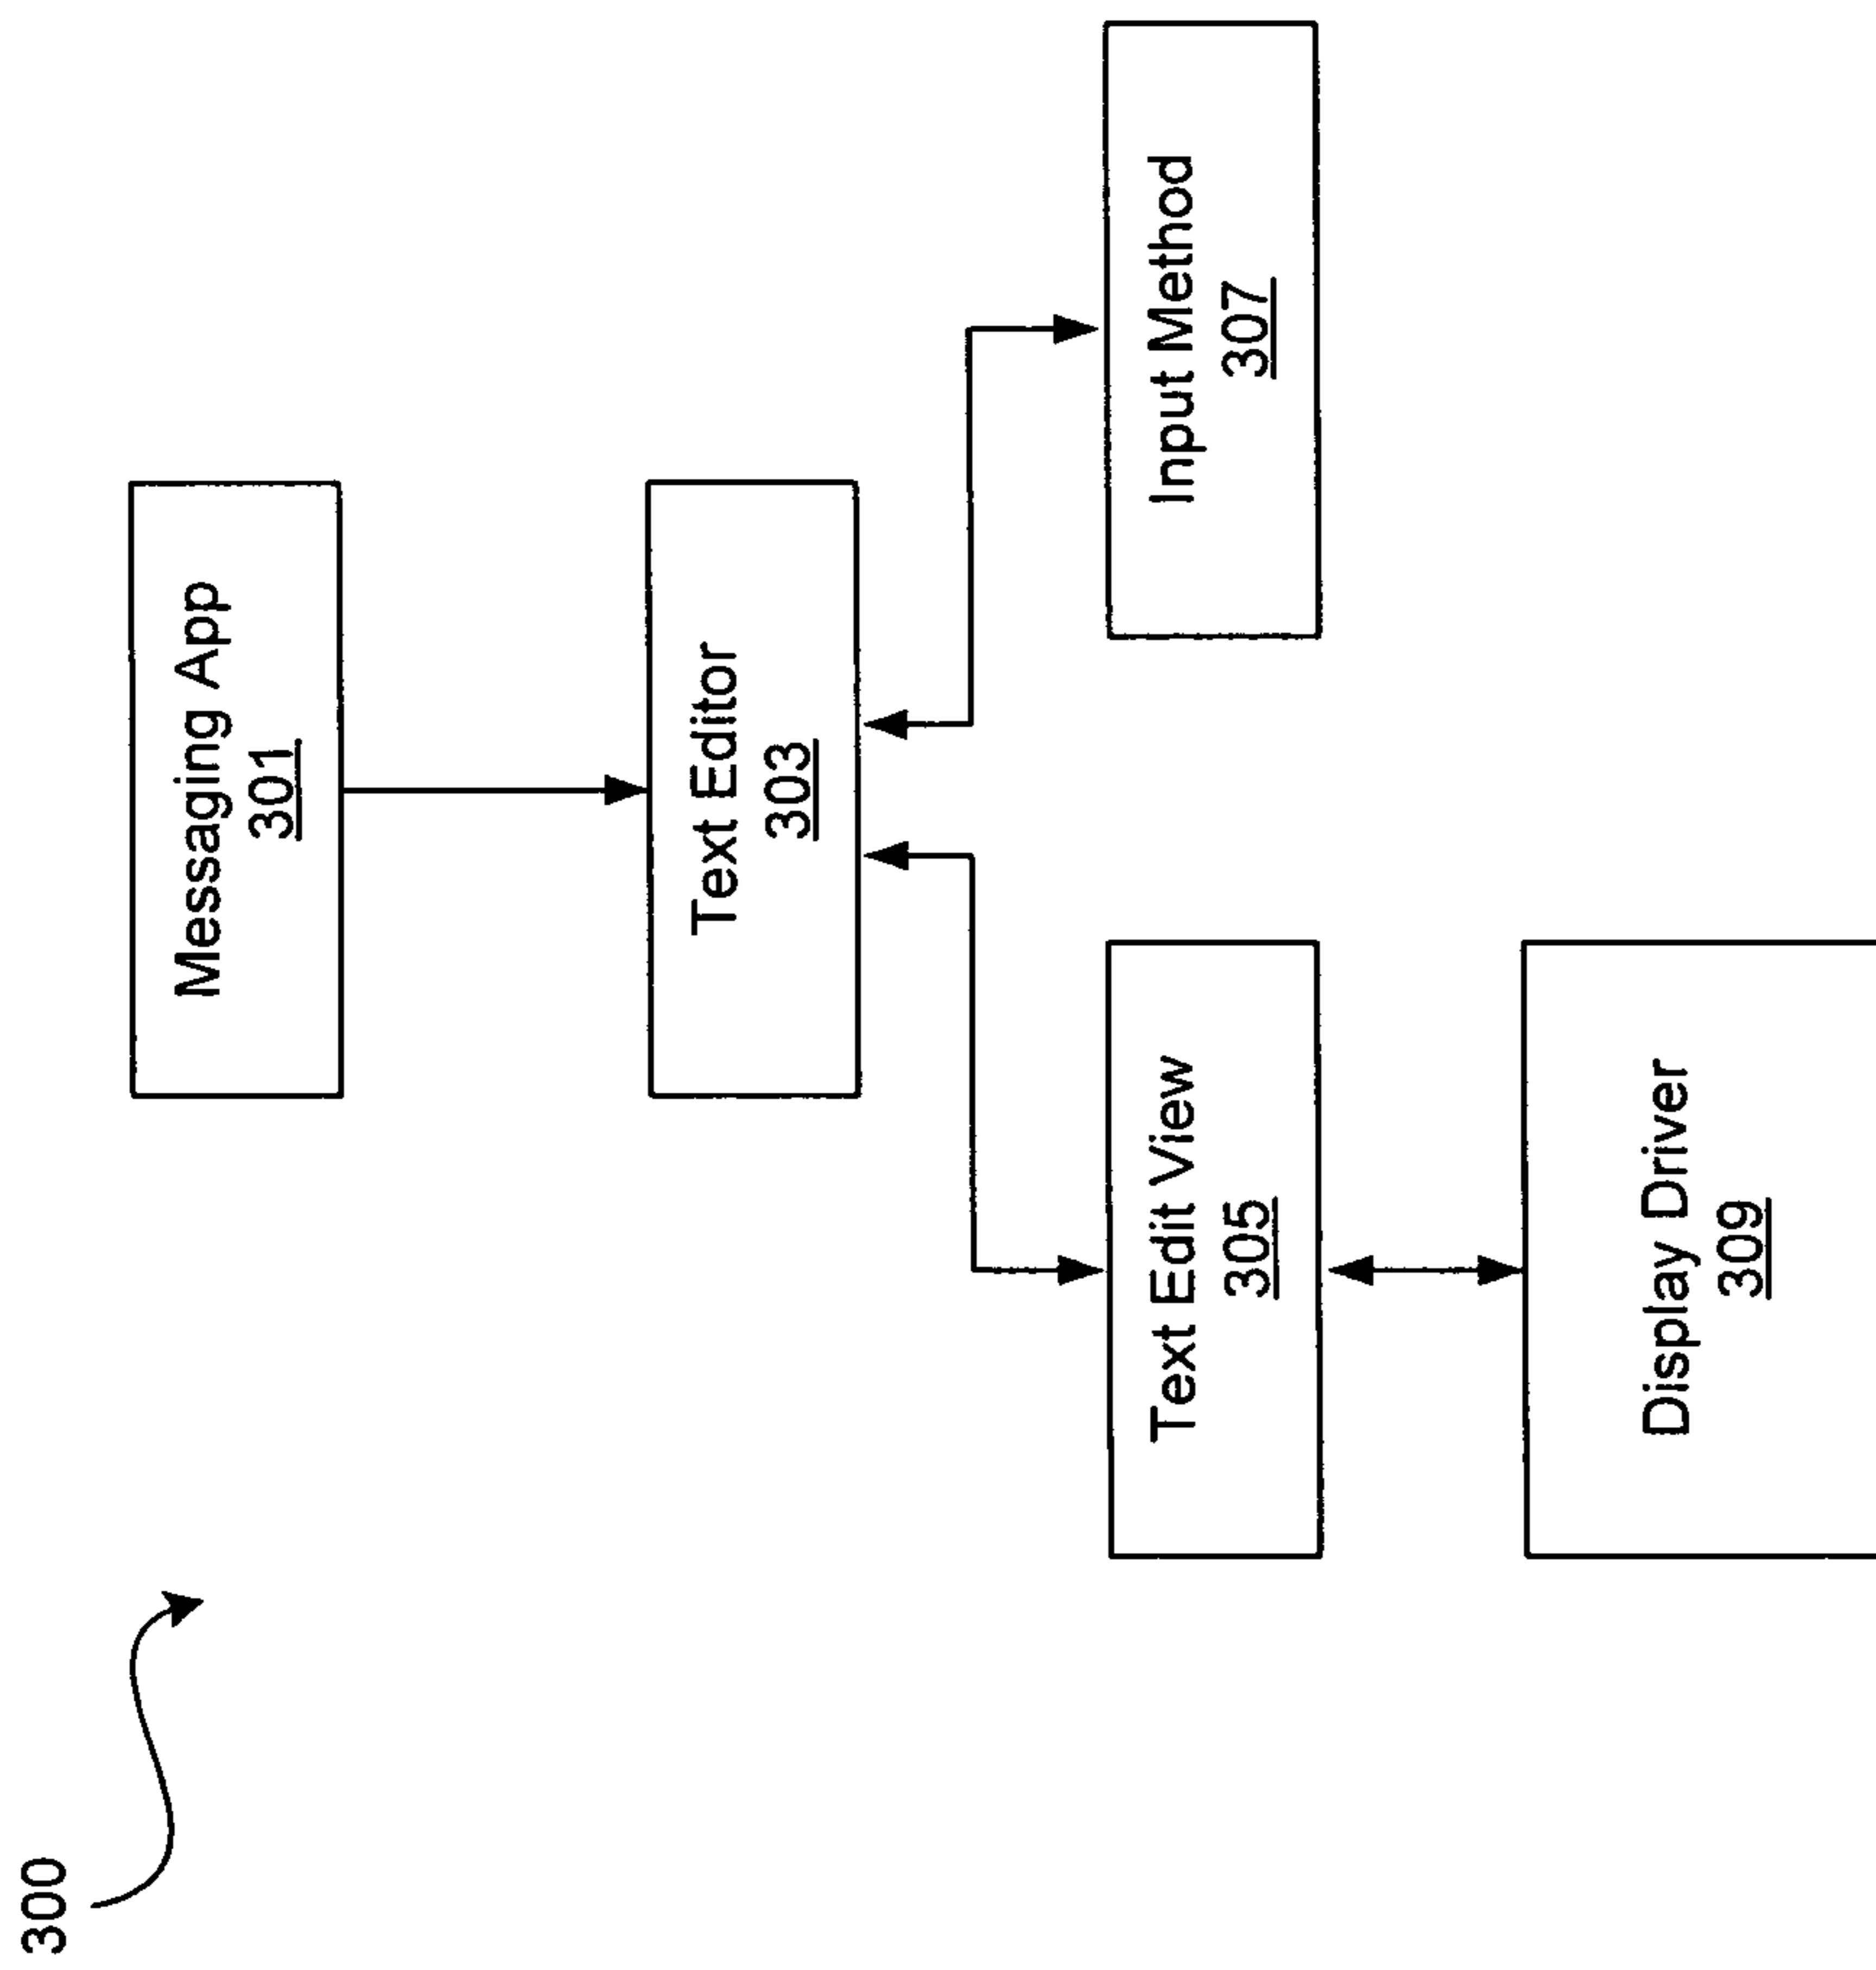 300
Messaging App
301
Text Editor
303
Text Edit View
305
Input Method
307
Display Driver
309